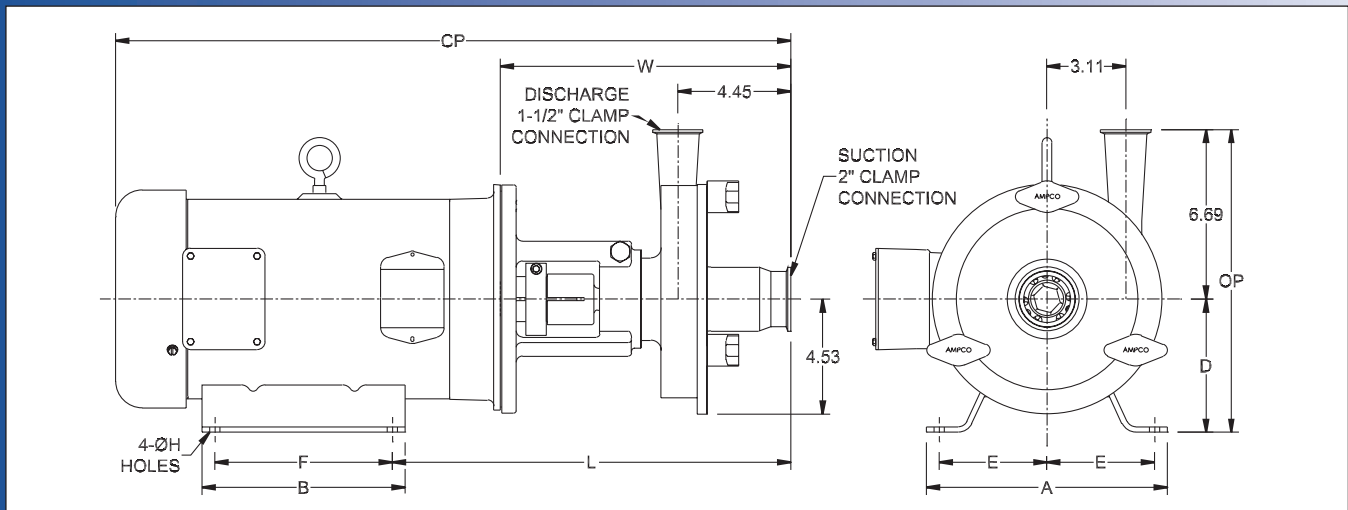 CP
W
3.11
4.45
DISCHARGE
1-1/2" CLAMP
CONNECTION
SUCTION
2" CLAMP
CONNECTION
AMPCO
6.69
OP
4.53
AMPCO
AMPCO
D
4-ØH
HOLES
F
L
E
E
B
A